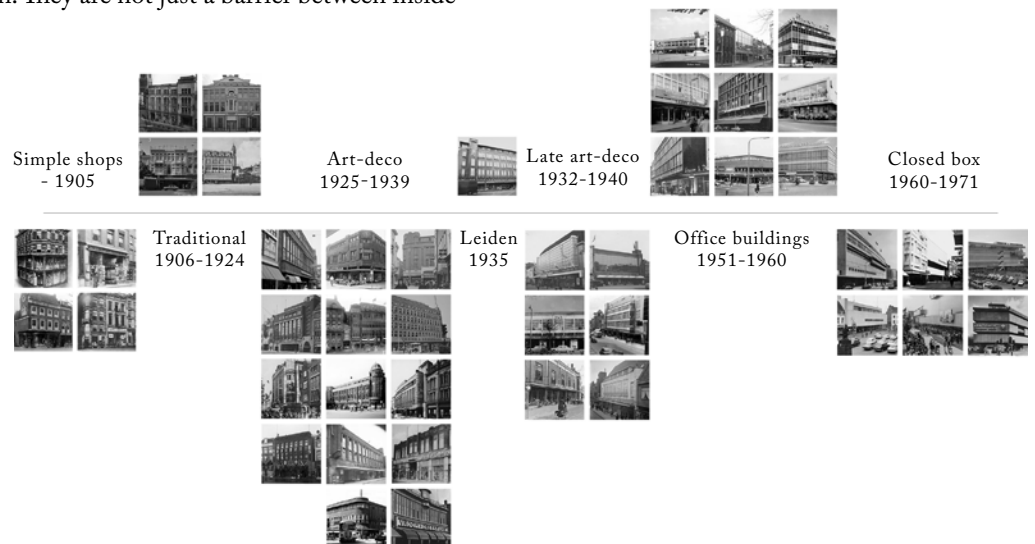 n. They are not just a barrier between inside
Simple shops
- 1905
Art-deco
1925-1939
Late art-deco
1932-1940
Closed box
1960-1971
Traditional
1906-1924
Leiden
1935
Office buildings
1951-1960